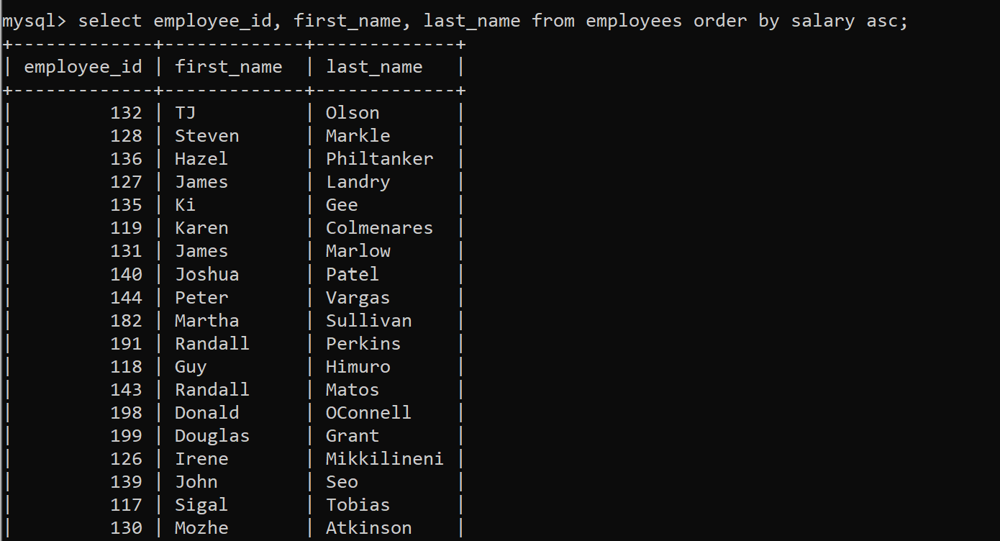 mysql> select employee_id, first_name, last_name from employees order by salary asc;
+-------------+-------------+-------------+
| employee_id | first_name  | last_name   |
+-------------+-------------+-------------+
|         132 | TJ          | Olson       |
|         128 | Steven      | Markle      |
|         136 | Hazel       | Philtanker  |
|         127 | James       | Landry      |
|         135 | Ki          | Gee         |
|         119 | Karen       | Colmenares  |
|         131 | James       | Marlow      |
|         140 | Joshua      | Patel       |
|         144 | Peter       | Vargas      |
|         182 | Martha      | Sullivan    |
|         191 | Randall     | Perkins     |
|         118 | Guy         | Himuro      |
|         143 | Randall     | Matos       |
|         198 | Donald      | OConnell    |
|         199 | Douglas     | Grant       |
|         126 | Irene       | Mikkilineni |
|         139 | John        | Seo         |
|         117 | Sigal       | Tobias      |
|         130 | Mozhe       | Atkinson    |